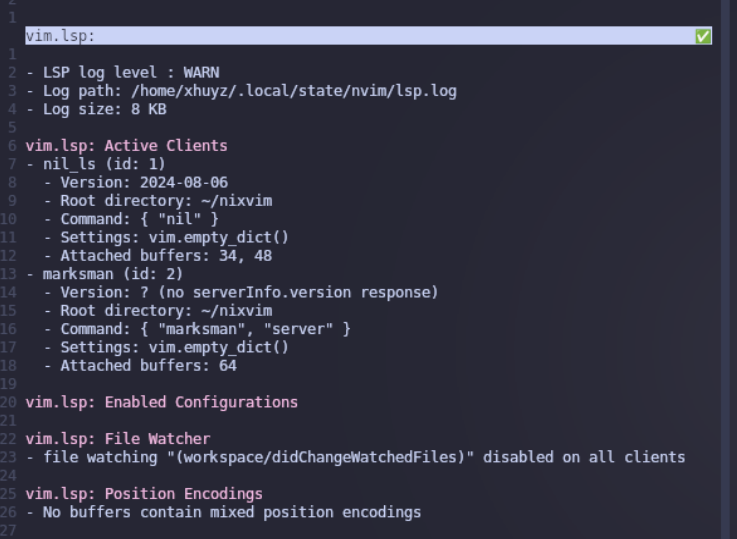 2
1
vim.lsp: ✅
1
2 - LSP log level : WARN
3 - Log path: /home/xhuyz/.local/state/nvim/lsp.log
4 - Log size: 8 KB
5
6 vim.lsp: Active Clients
7 - nil_ls (id: 1)
8   - Version: 2024-08-06
9   - Root directory: ~/nixvim
10   - Command: { "nil" }
11   - Settings: vim.empty_dict()
12   - Attached buffers: 34, 48
13 - marksman (id: 2)
14   - Version: ? (no serverInfo.version response)
15   - Root directory: ~/nixvim
16   - Command: { "marksman", "server" }
17   - Settings: vim.empty_dict()
18   - Attached buffers: 64
19
20 vim.lsp: Enabled Configurations
21
22 vim.lsp: File Watcher
23 - file watching "(workspace/didChangeWatchedFiles)" disabled on all clients
24
25 vim.lsp: Position Encodings
26 - No buffers contain mixed position encodings
27